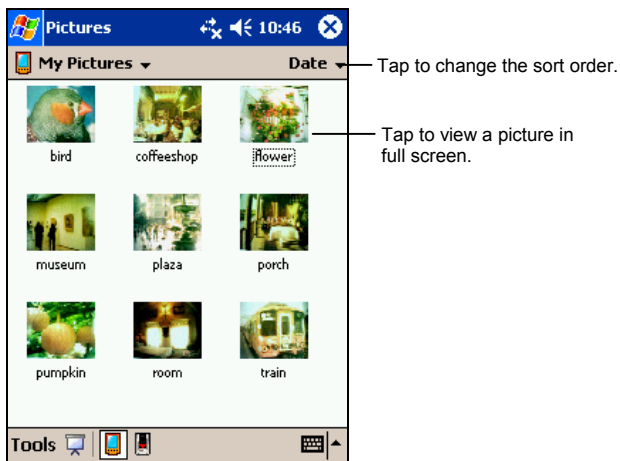 Pictures 10:46
My Pictures Date
Tap to change the sort order.
Tap to view a picture in
full screen.
bird coffeeshop flower
museum plaza porch
pumpkin room train
Tools